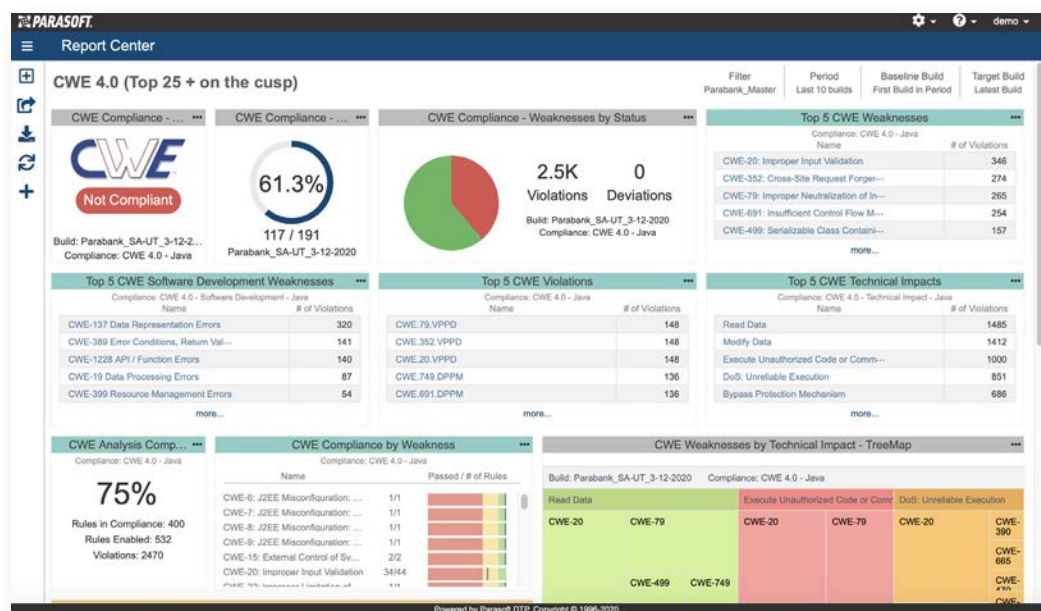 PARASOFT.
demo
Report Center
CWE 4.0 (Top 25 + on the cusp)
Filter
Parabank_Master
Period
Last 10 builds
Baseline Build
First Build in Period
Target Build
Latest Build
CWE Compliance - ...
CWE
Not Compliant
Build: Parabank_SA-UT_3-12-2...
Compliance: CWE 4.0 - Java
CWE Compliance - ...
61.3%
117 / 191
Parabank_SA-UT_3-12-2020
CWE Compliance - Weaknesses by Status
2.5K
Violations
0
Deviations
Build: Parabank_SA-UT_3-12-2020
Compliance: CWE 4.0 - Java
Top 5 CWE Weaknesses
Compliance: CWE 4.0 - Java
Name # of Violations
CWE-20: Improper Input Validation 346
CWE-352: Cross-Site Request Forger··· 274
CWE-79: Improper Neutralization of In··· 265
CWE-691: Insufficient Control Flow M··· 254
CWE-499: Serializable Class Containi··· 157
more...
Top 5 CWE Software Development Weaknesses
Compliance: CWE 4.0 - Software Development - Java
Name # of Violations
CWE-137 Data Representation Errors 320
CWE-389 Error Conditions, Return Val··· 141
CWE-1228 API / Function Errors 140
CWE-19 Data Processing Errors 87
CWE-399 Resource Management Errors 54
more...
Top 5 CWE Violations
Compliance: CWE 4.0 - Java
Name # of Violations
CWE.79.VPPD 148
CWE.352.VPPD 148
CWE.20.VPPD 148
CWE.749.DPPM 136
CWE.691.DPPM 136
more...
Top 5 CWE Technical Impacts
Compliance: CWE 4.0 - Technical Impact - Java
Name # of Violations
Read Data 1485
Modify Data 1412
Execute Unauthorized Code or Comm··· 1000
DoS: Unreliable Execution 851
Bypass Protection Mechanism 686
more...
CWE Analysis Comp...
Compliance: CWE 4.0 - Java
75%
Rules in Compliance: 400
Rules Enabled: 532
Violations: 2470
CWE Compliance by Weakness
Compliance: CWE 4.0 - Java
Name Passed / # of Rules
CWE-6: J2EE Misconfiguration: ... 1/1
CWE-7: J2EE Misconfiguration: ... 1/1
CWE-8: J2EE Misconfiguration: ... 1/1
CWE-9: J2EE Misconfiguration: ... 1/1
CWE-15: External Control of Sy... 2/2
CWE-20: Improper Input Validation 34/44
CWE Weaknesses by Technical Impact - TreeMap
Build: Parabank_SA-UT_3-12-2020 Compliance: CWE 4.0 - Java
Read Data
CWE-20 CWE-79
CWE-499 CWE-749
Execute Unauthorized Code or Comr
CWE-20 CWE-79
DoS: Unreliable Execution
CWE-20
CWE-390
CWE-665
Powered by Parasoft DTP. Copyright © 1996-2020